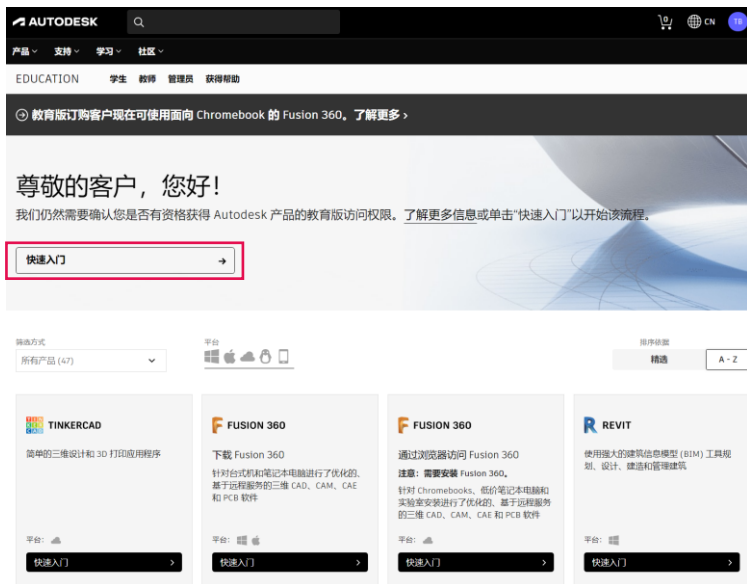 AUTODESK
CN
TB
产品 支持 学习 社区
EDUCATION 学生 教师 管理员 获得帮助
教育版订购客户现在可使用面向 Chromebook 的 Fusion 360。了解更多
尊敬的客户，您好！
我们仍然需要确认您是否有资格获得 Autodesk 产品的教育版访问权限。了解更多信息或单击“快速入门”以开始该流程。
快速入门
筛选方式
所有产品 (47)
平台
排序依据
精选 A - Z
TINKERCAD
简单的三维设计和 3D 打印应用程序
平台:
快速入门
FUSION 360
下载 Fusion 360
针对台式机和笔记本电脑进行了优化的、
基于远程服务的三维 CAD、CAM、CAE
和 PCB 软件
平台:
快速入门
FUSION 360
通过浏览器访问 Fusion 360
注意：需要安装 Fusion 360。
针对 Chromebooks、低价笔记本电脑和
实验室安装进行了优化的、基于远程服务
的三维 CAD、CAM、CAE 和 PCB 软件
平台:
快速入门
REVIT
使用强大的建筑信息模型 (BIM) 工具规
划、设计、建造和管理建筑
平台:
快速入门